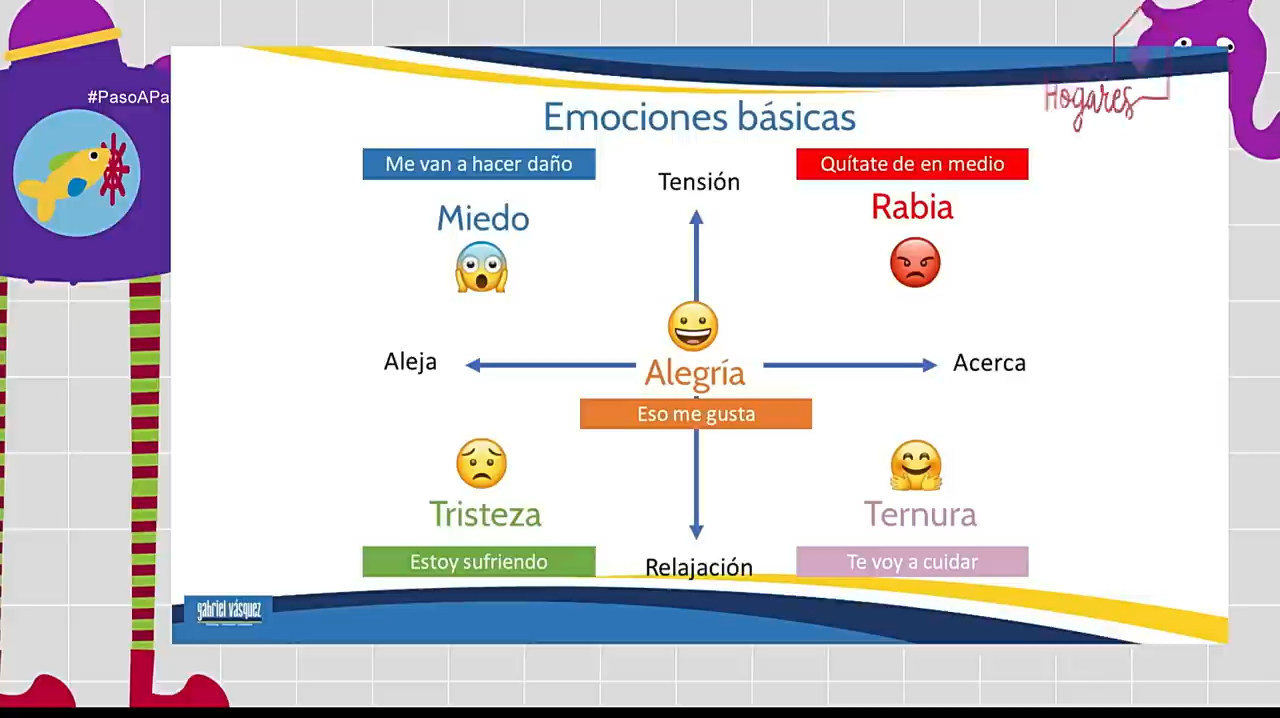 #PasoAPa
Hogares
Emociones básicas
Me van a hacer daño
Quítate de en medio
Tensión
Miedo
Rabia
Aleja
Acerca
Alegría
Eso me gusta
Tristeza
Ternura
Estoy sufriendo
Relajación
Te voy a cuidar
gabriel vásquez